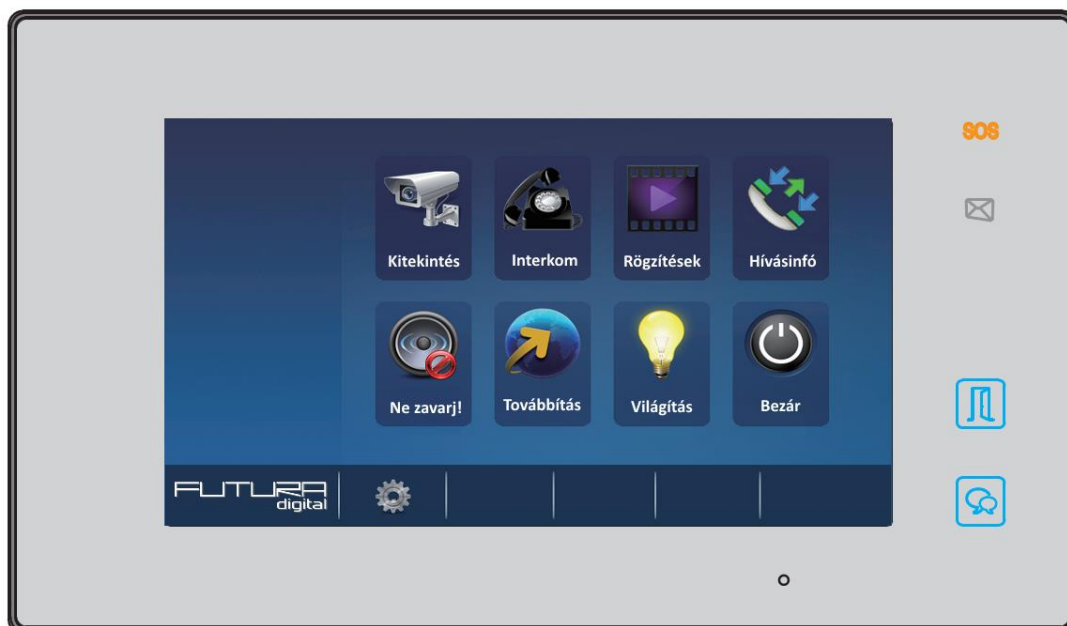 SOS
Kitekintés
Interkom
Rögzítések
Hívásinfó
Ne zavarj!
Továbbítás
Világítás
Bezár
FUTURA
digital